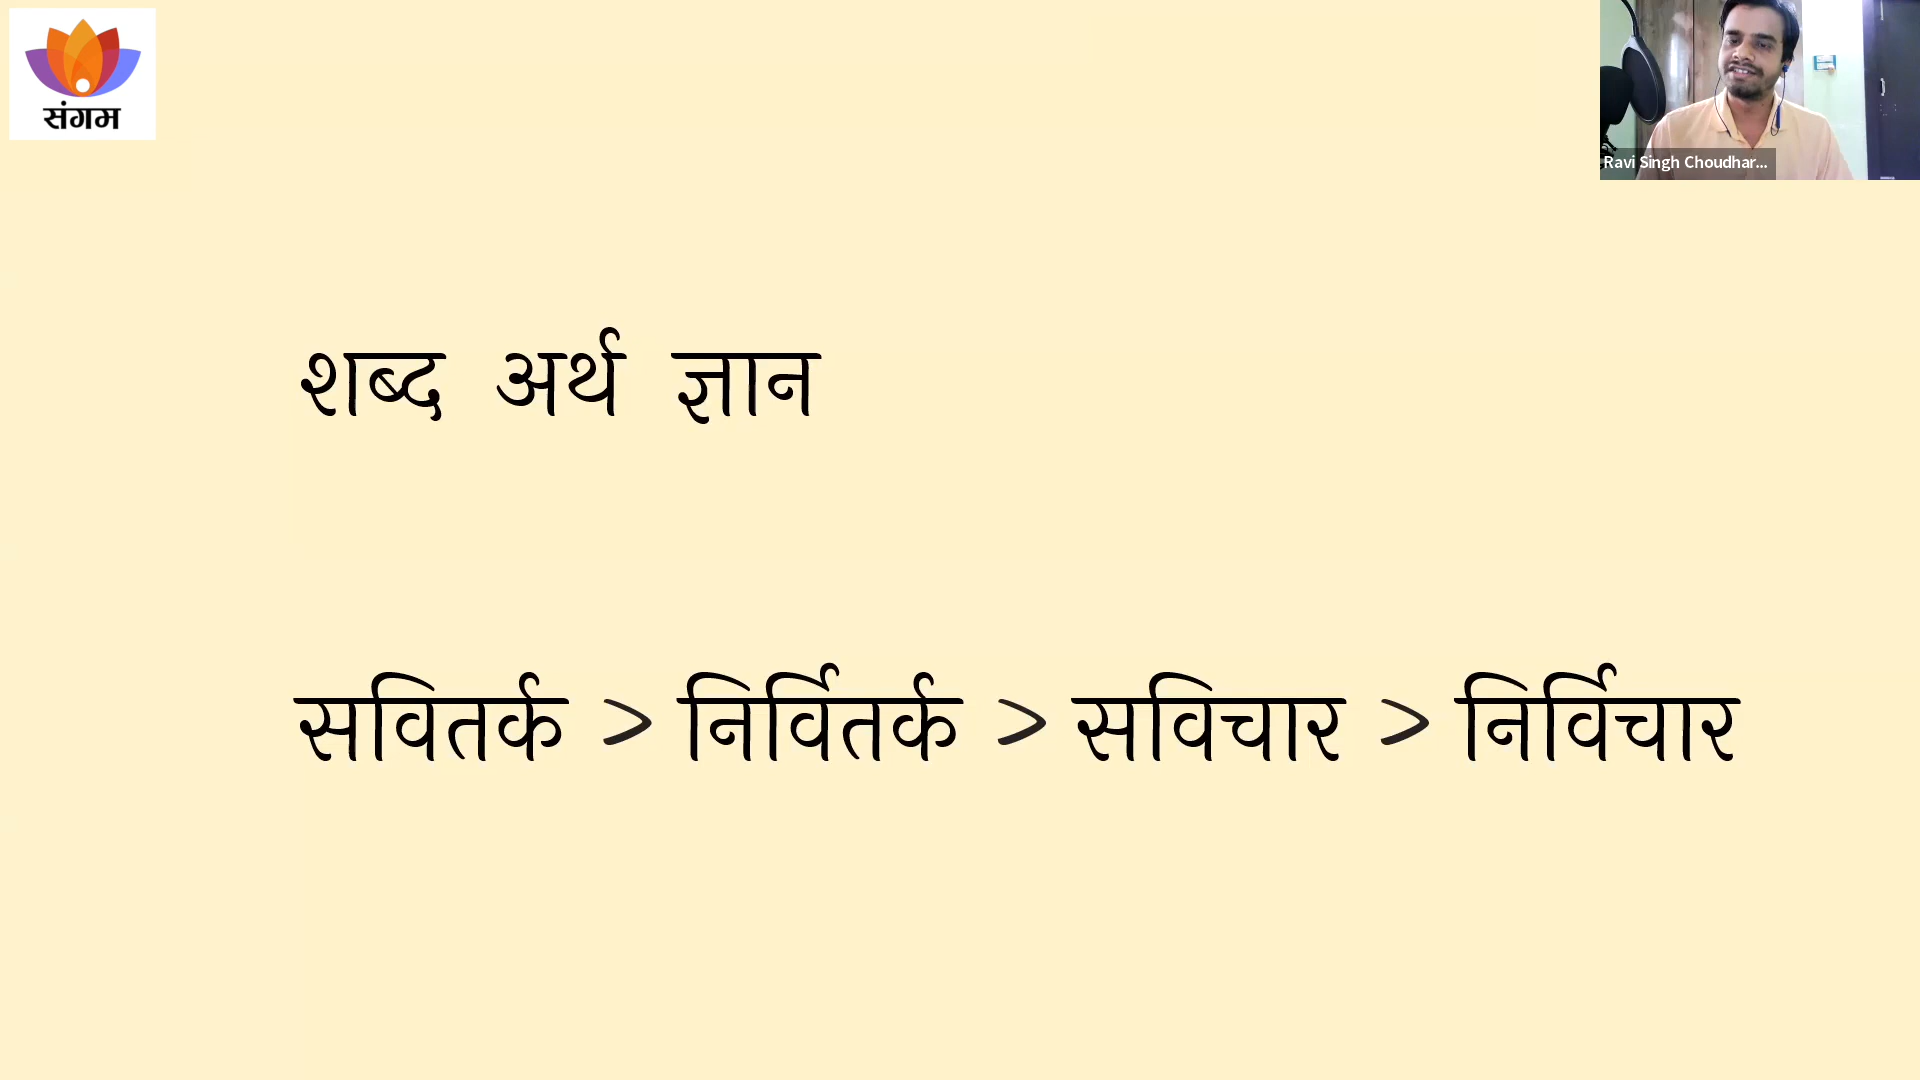 संगम
Ravi Singh Choudhar...
शब्द अर्थ ज्ञान
सवितर्क > निर्वितर्क > सविचार > निर्विचार